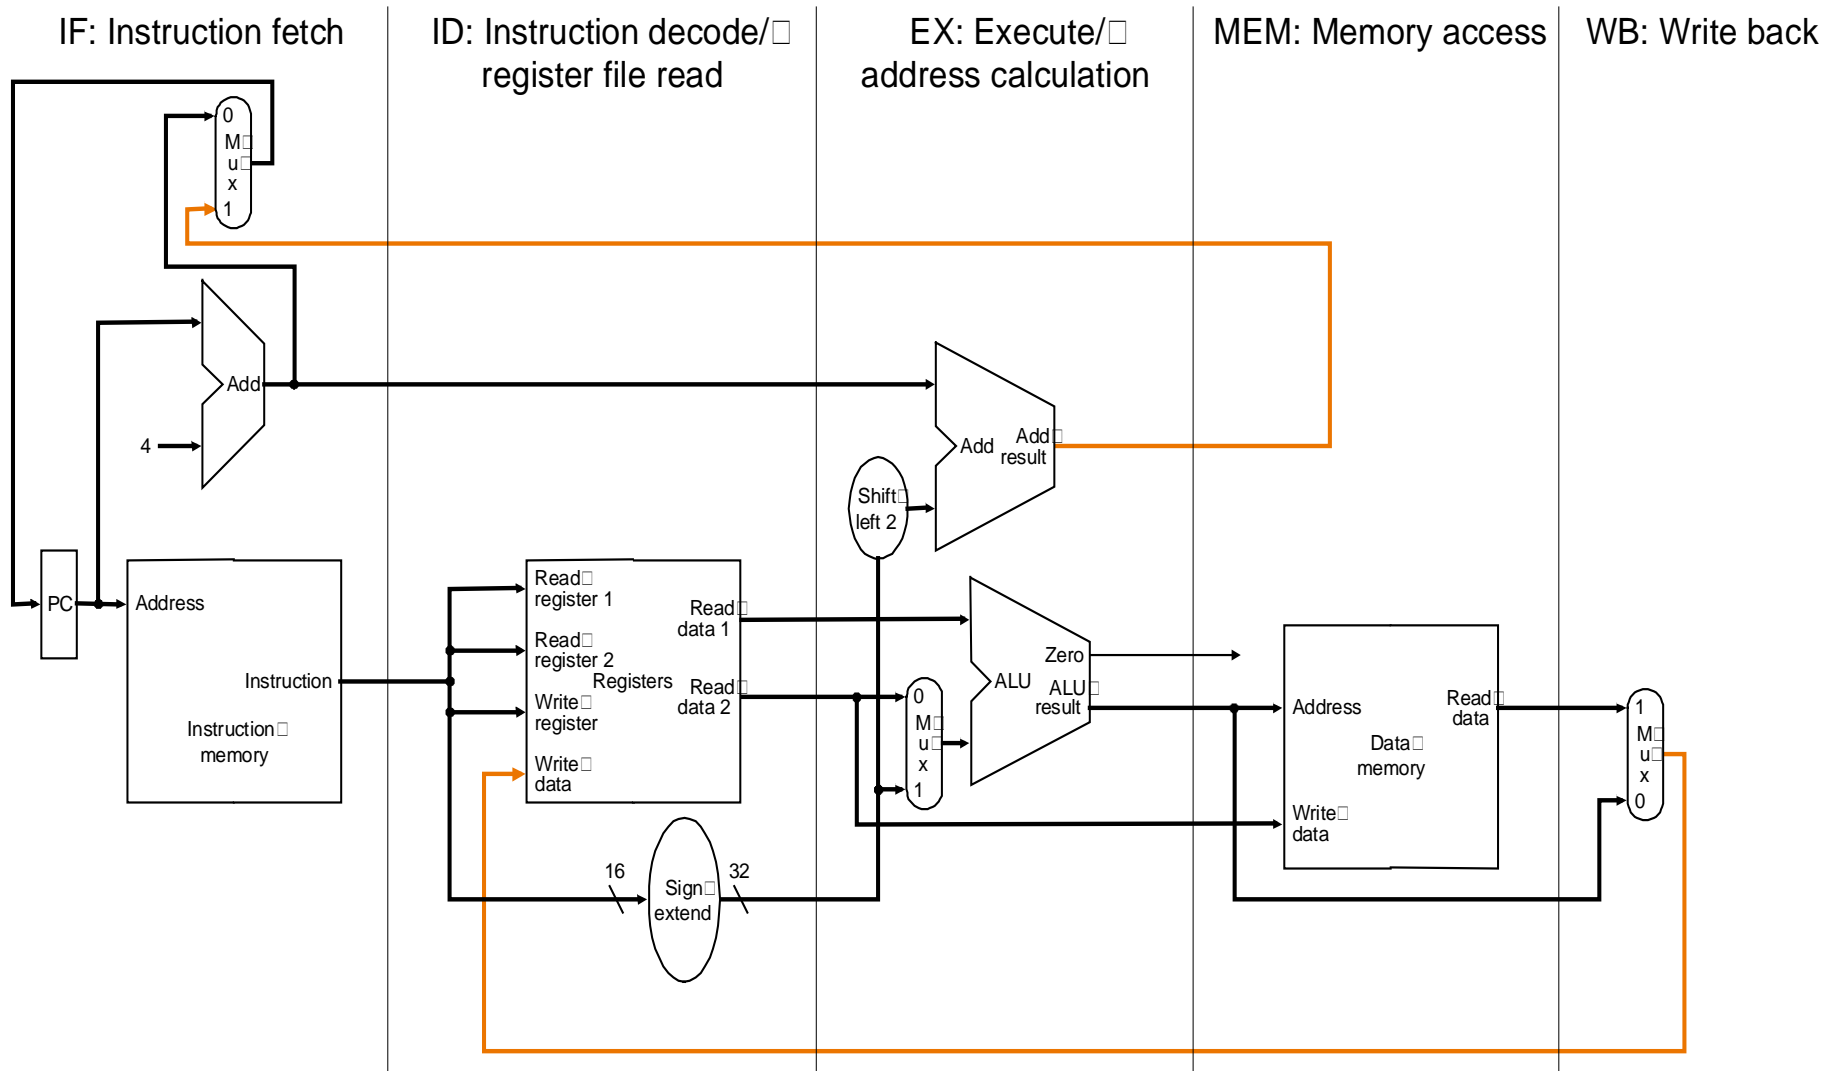 IF: Instruction fetch
ID: Instruction decode/
register file read
EX: Execute/
address calculation
MEM: Memory access
WB: Write back
0
M
u
x
1
Add
4
PC
Address
Instruction
Instruction
memory
Read
register 1
Read
register 2
Write
register
Write
data
Registers
Read
data 1
Read
data 2
16
Sign
extend
32
Shift
left 2
Add
Add
result
0
M
u
x
1
ALU
Zero
ALU
result
Address
Write
data
Data
memory
Read
data
1
M
u
x
0